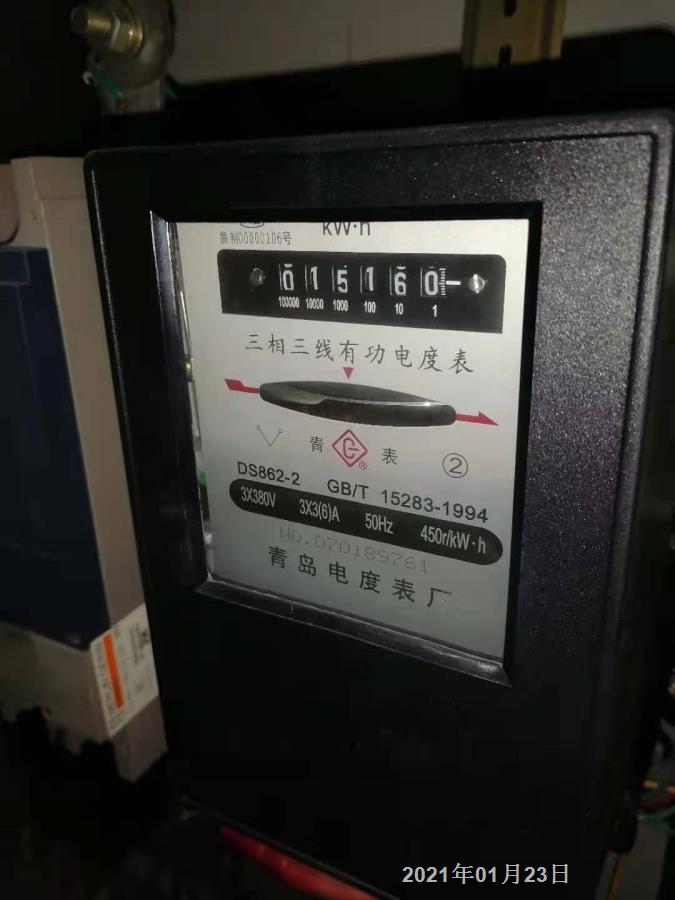 kW·h
鲁制00000106号
0 1 5 1 6 0
100000 10000 1000 100 10 1
三相三线有功电度表
青 表 ②
DS862-2 GB/T 15283-1994
3X380V 3X3(6)A 50Hz 450r/kW·h
NO.070189761
青岛电度表厂
2021年01月23日